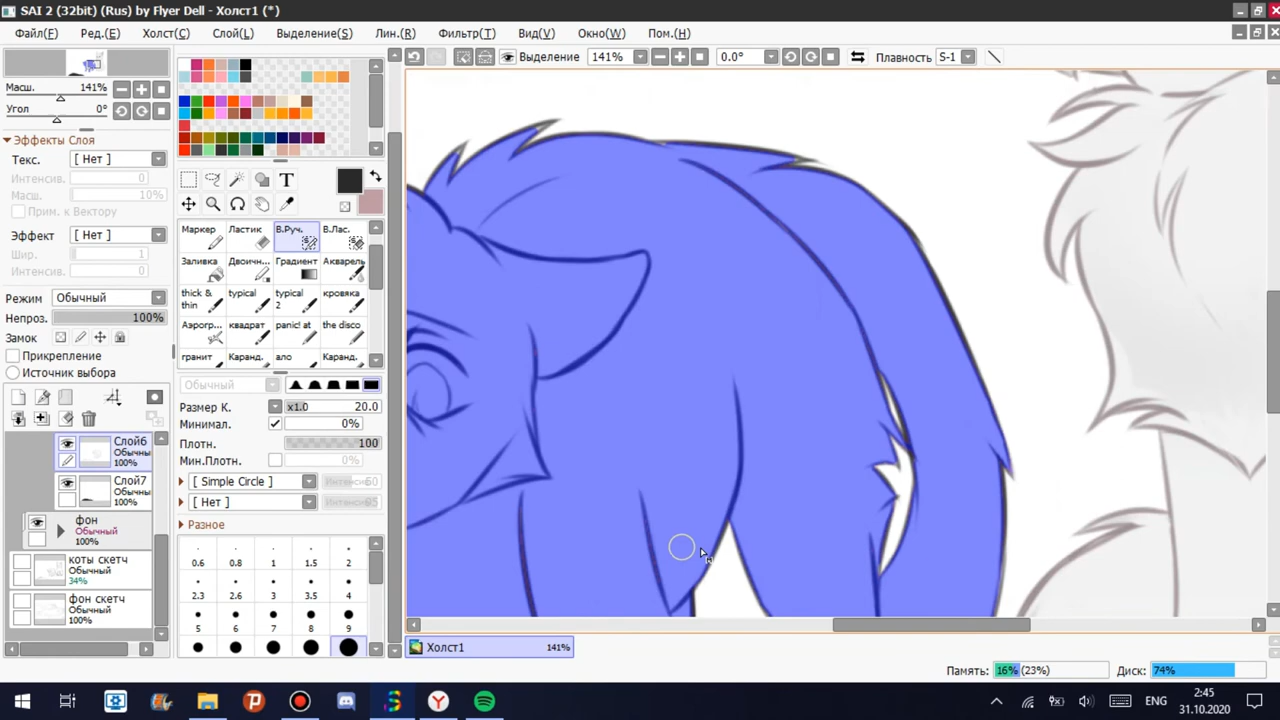 SAI 2 (32bit) (Rus) by Flyer Dell - Холст1 (*)
Файл(F) Ред.(E) Холст(C) Слой(L) Выделение(S) Лин.(R) Фильтр(T) Вид(V) Окно(W) Пом.(H)
Выделение 141% 0.0° Плавность S-1
Масш. 141%
Угол 0°
Эффекты Слоя
Текс. [ Нет ]
Интенсив. 0
Масш. 10%
Прим. к Вектору
Эффект [ Нет ]
Шир. 1
Интенсив. 0
Режим Обычный
Непроз. 100%
Замок
Прикрепление
Источник выбора
Слой6
Обычны
100%
Слой7
Обычны
100%
фон
Обычный
100%
коты скетч
Обычный
34%
фон скетч
Обычный
100%
T
Маркер Ластик В.Руч. В.Лас.
Заливка Двоичн... Градиент Акварель
thick & thin typical typical 2 кровяка
Аэрогр... квадрат panic! at the disco
гранит Каранд. ало Каранд.
Обычный
Размер К. x1.0 20.0
Минимал. 0%
Плотн. 100
Мин.Плотн. 0%
[ Simple Circle ]
[ Нет ]
Разное
0.6 0.8 1 1.5 2
2.3 2.6 3 3.5 4
5 6 7 8 9
Холст1 141%
Память: 16% (23%) Диск: 74%
ENG
2:45
31.10.2020